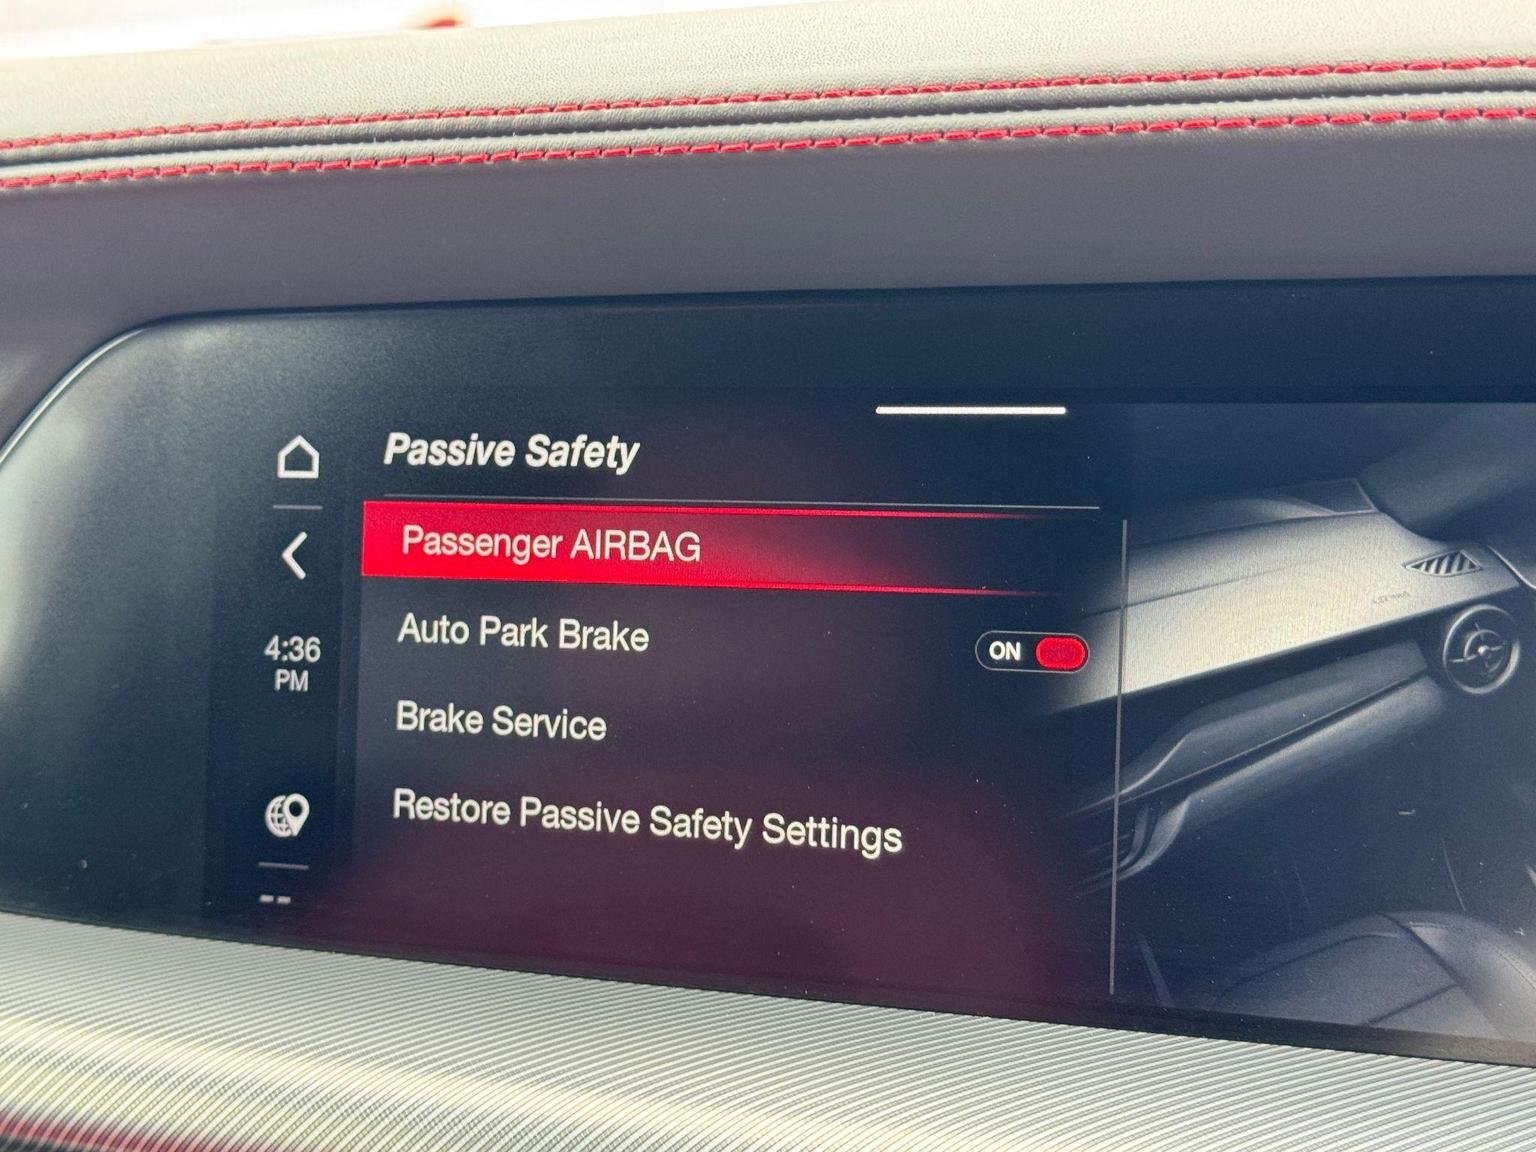 Passive Safety
Passenger AIRBAG
Auto Park Brake
ON
4:36
PM
Brake Service
Restore Passive Safety Settings
--